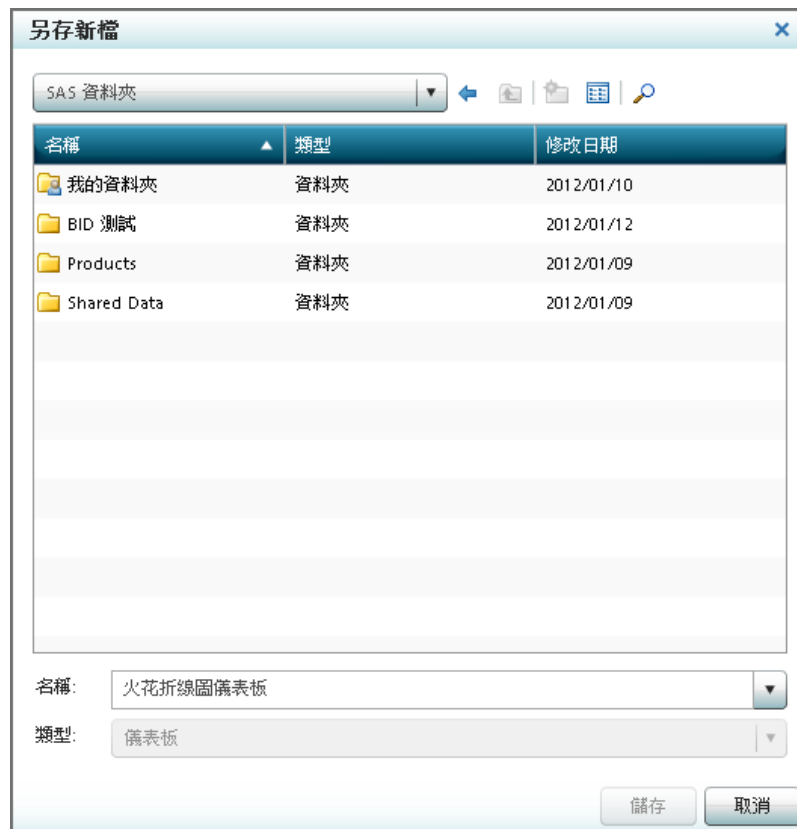 另存新檔
SAS 資料夾
名稱 類型 修改日期
我的資料夾 資料夾 2012/01/10
BID 測試 資料夾 2012/01/12
Products 資料夾 2012/01/09
Shared Data 資料夾 2012/01/09
名稱: 火花折線圖儀表板
類型: 儀表板
儲存 取消